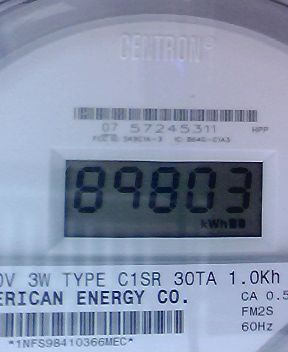 CENTRON®
07 57245311 HPP
89803
kWh
0V 3W TYPE C1SR 30TA 1.0Kh
ERICAN ENERGY CO. CA 0.5
FM2S
60Hz
*1NFS98410366MEC*